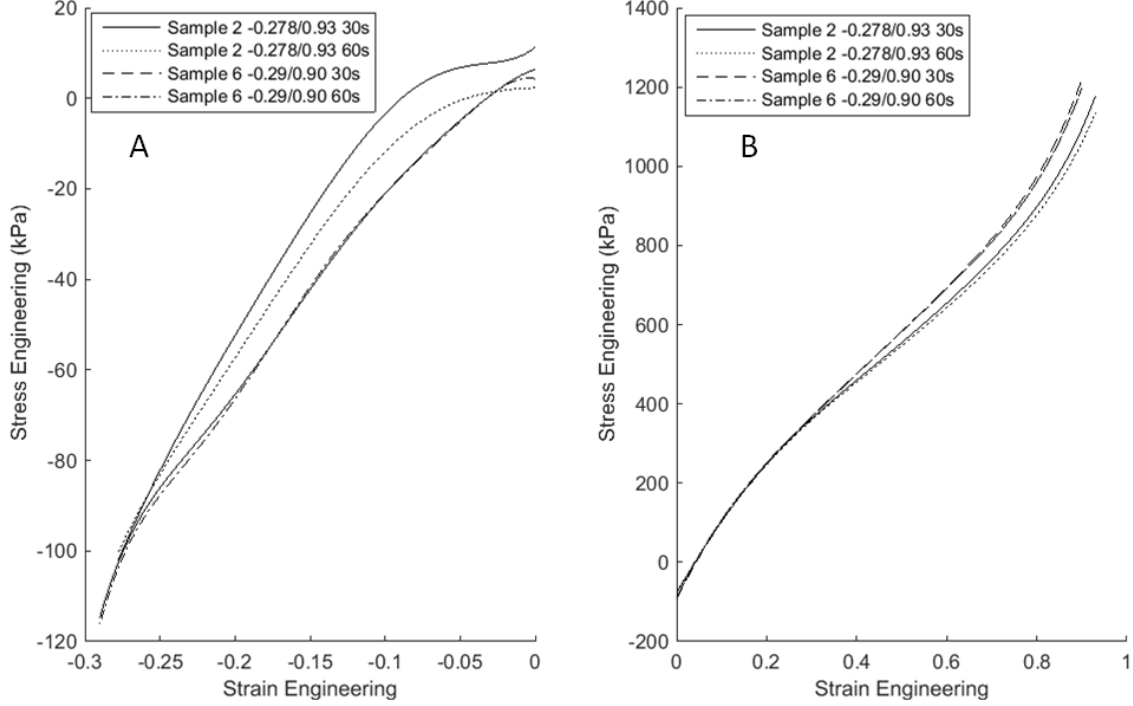 20
0
-20
-40
-60
-80
-100
-120
Stress Engineering (kPa)
Sample 2 -0.278/0.93 30s
Sample 2 -0.278/0.93 60s
Sample 6 -0.29/0.90 30s
Sample 6 -0.29/0.90 60s
A
-0.3 -0.25 -0.2 -0.15 -0.1 -0.05 0
Strain Engineering
1400
1200
1000
800
600
400
200
0
-200
Stress Engineering (kPa)
Sample 2 -0.278/0.93 30s
Sample 2 -0.278/0.93 60s
Sample 6 -0.29/0.90 30s
Sample 6 -0.29/0.90 60s
B
0 0.2 0.4 0.6 0.8 1
Strain Engineering